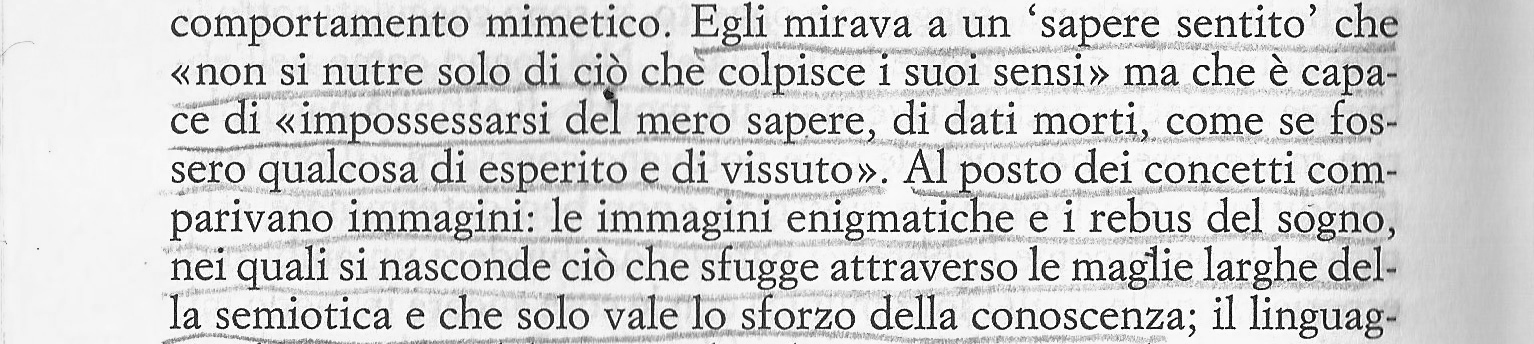 comportamento mimetico. Egli mirava a un ‘sapere sentito’ che
«non si nutre solo di ciò che colpisce i suoi sensi» ma che è capa-
ce di «impossessarsi del mero sapere, di dati morti, come se fos-
sero qualcosa di esperito e di vissuto». Al posto dei concetti com-
parivano immagini: le immagini enigmatiche e i rebus del sogno,
nei quali si nasconde ciò che sfugge attraverso le maglie larghe del-
la semiotica e che solo vale lo sforzo della conoscenza; il linguag-